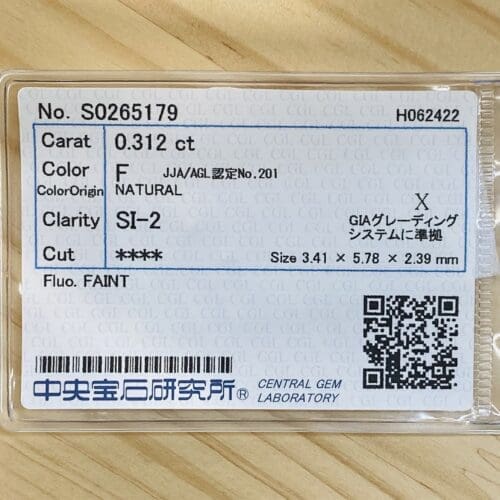 No. S0265179 H062422
Carat 0.312 ct
Color F JJA/AGL認定No.201
ColorOrigin NATURAL
X
Clarity SI-2 GIAグレーディング
システムに準拠
Cut **** Size 3.41 × 5.78 × 2.39 mm
Fluo. FAINT
中央宝石研究所® CENTRAL GEM
LABORATORY